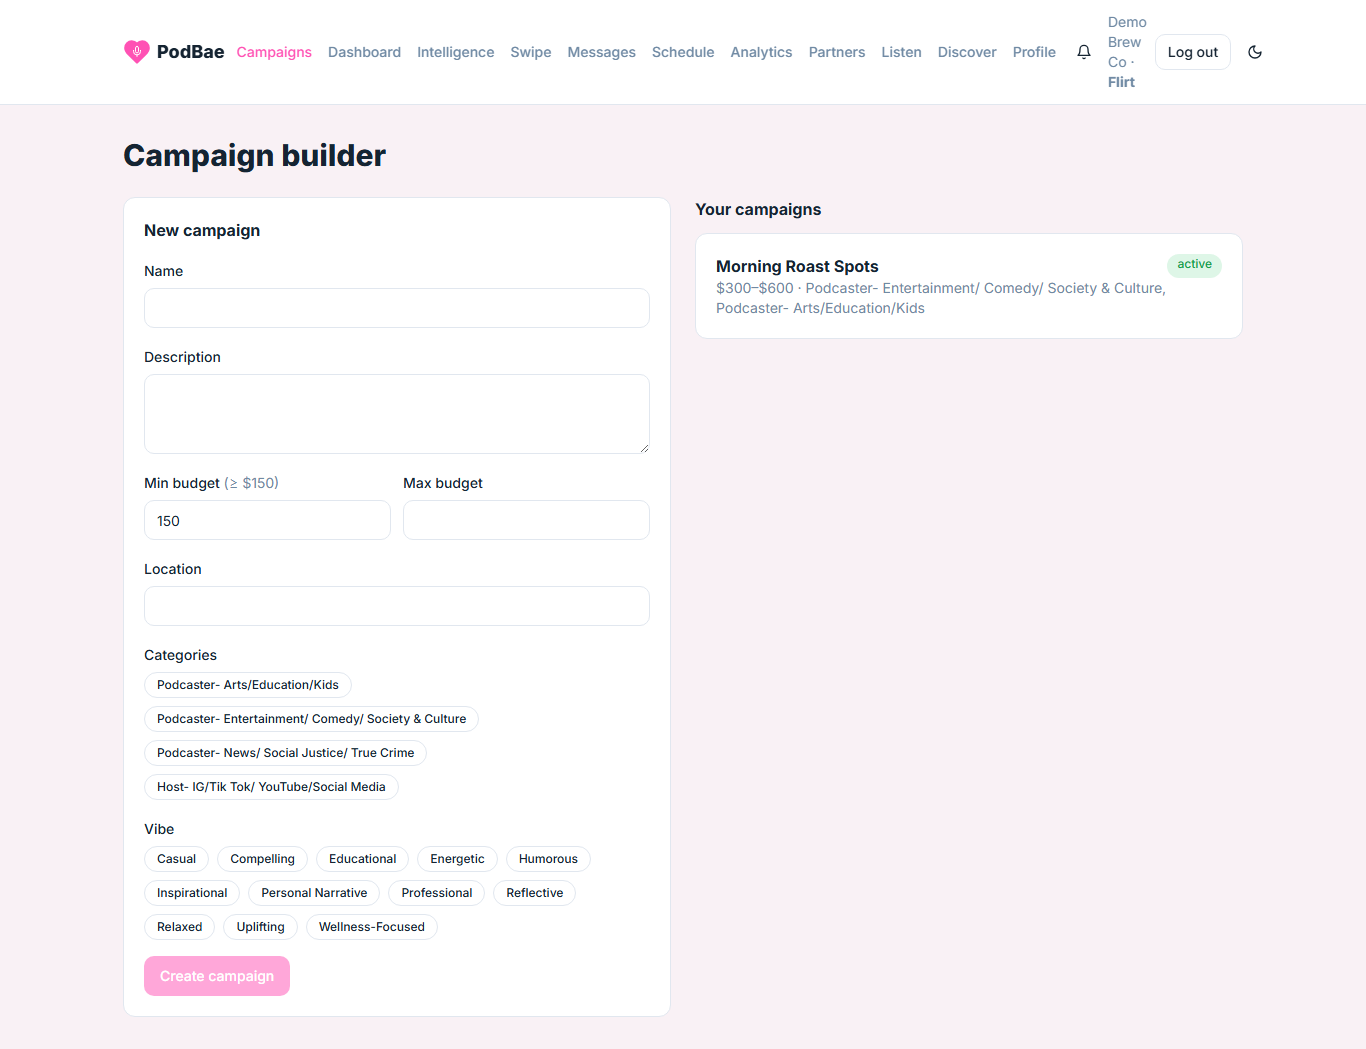 PodBae Campaigns Dashboard Intelligence Swipe Messages Schedule Analytics Partners Listen Discover Profile
Demo
Brew
Co ·
Flirt
Log out
Campaign builder
New campaign
Name
Description
Min budget (≥ $150)
Max budget
150
Location
Categories
Podcaster- Arts/Education/Kids
Podcaster- Entertainment/ Comedy/ Society & Culture
Podcaster- News/ Social Justice/ True Crime
Host- IG/Tik Tok/ YouTube/Social Media
Vibe
Casual Compelling Educational Energetic Humorous
Inspirational Personal Narrative Professional Reflective
Relaxed Uplifting Wellness-Focused
Create campaign
Your campaigns
Morning Roast Spots
active
$300–$600 · Podcaster- Entertainment/ Comedy/ Society & Culture,
Podcaster- Arts/Education/Kids